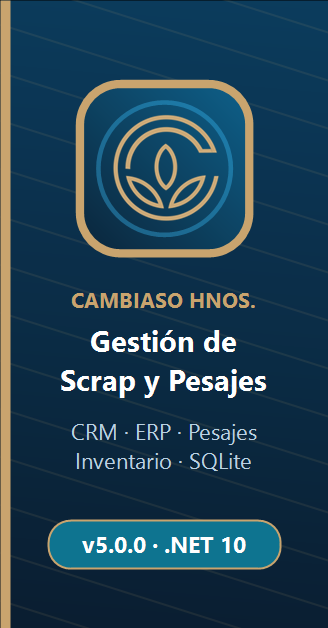 CAMBIASO HNOS.
Gestión de
Scrap y Pesajes
CRM · ERP · Pesajes
Inventario · SQLite
v5.0.0 · .NET 10